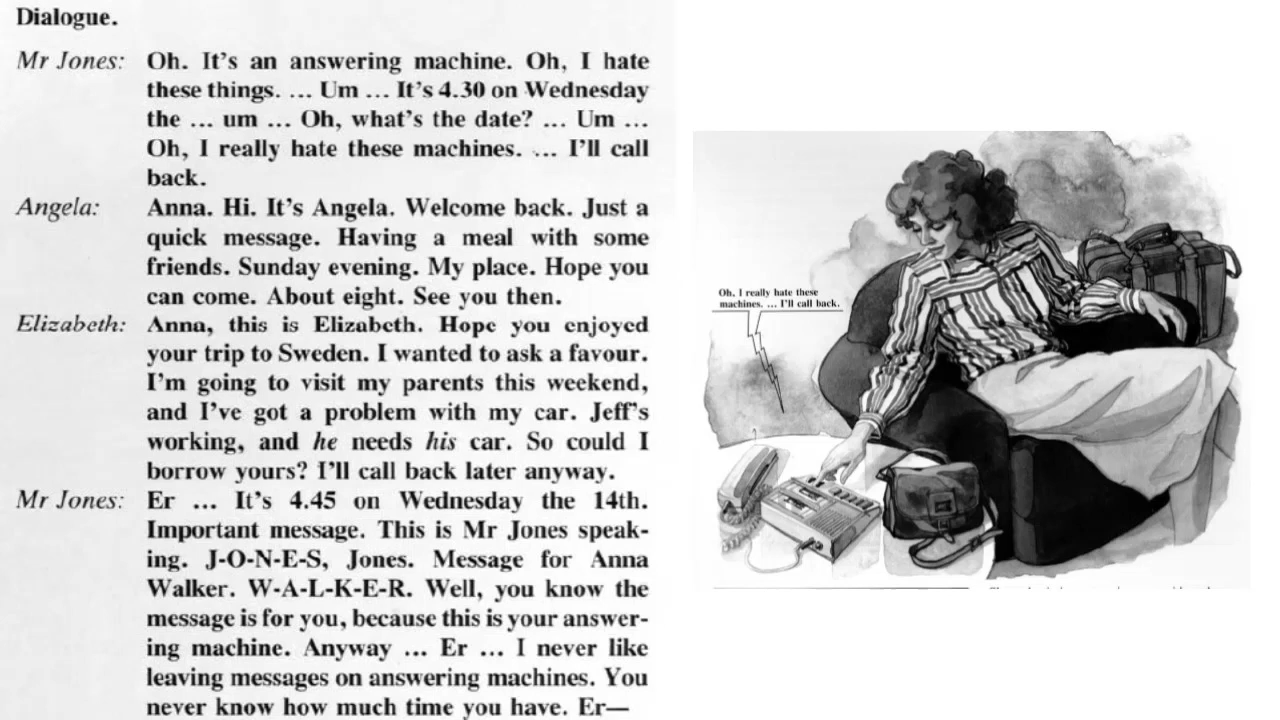 Dialogue.
Mr Jones: Oh. It's an answering machine. Oh, I hate
these things. ... Um ... It's 4.30 on Wednesday
the ... um ... Oh, what's the date? ... Um ...
Oh, I really hate these machines. ... I'll call
back.
Angela: Anna. Hi. It's Angela. Welcome back. Just a
quick message. Having a meal with some
friends. Sunday evening. My place. Hope you
can come. About eight. See you then.
Elizabeth: Anna, this is Elizabeth. Hope you enjoyed
your trip to Sweden. I wanted to ask a favour.
I'm going to visit my parents this weekend,
and I've got a problem with my car. Jeff's
working, and he needs his car. So could I
borrow yours? I'll call back later anyway.
Mr Jones: Er ... It's 4.45 on Wednesday the 14th.
Important message. This is Mr Jones speak-
ing. J-O-N-E-S, Jones. Message for Anna
Walker. W-A-L-K-E-R. Well, you know the
message is for you, because this is your answer-
ing machine. Anyway ... Er ... I never like
leaving messages on answering machines. You
never know how much time you have. Er—
Oh, I really hate these
machines. ... I'll call back.